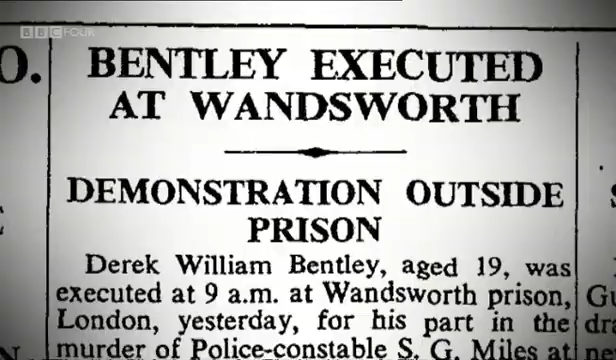 BBC FOUR
O.
BENTLEY EXECUTED
AT WANDSWORTH
DEMONSTRATION OUTSIDE
PRISON
Derek William Bentley, aged 19, was
executed at 9 a.m. at Wandsworth prison,
London, yesterday, for his part in the
murder of Police-constable S. G. Miles at